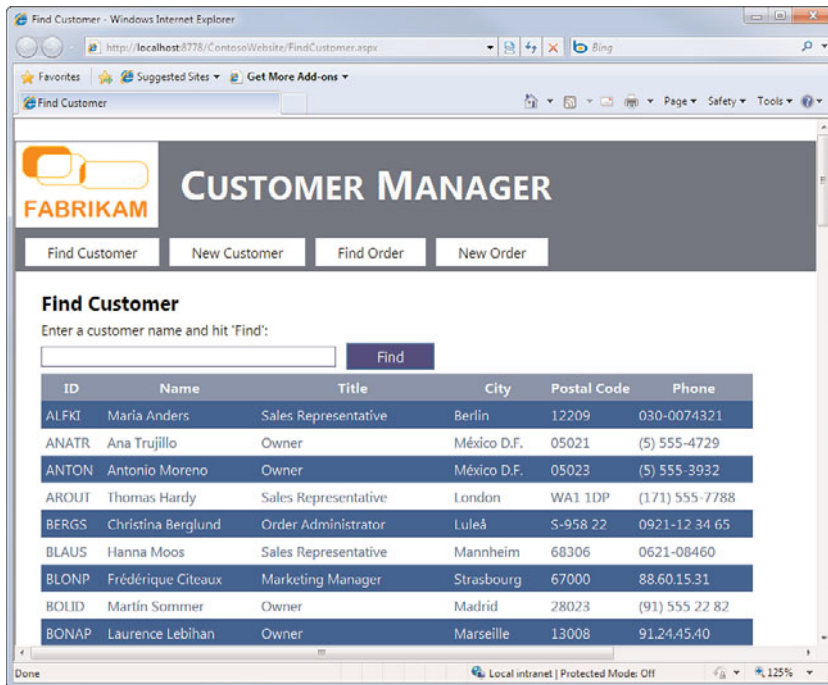 Find Customer - Windows Internet Explorer
http://localhost:8778/ContosoWebsite/FindCustomer.aspx
Bing
Favorites Suggested Sites Get More Add-ons
Find Customer Page Safety Tools
FABRIKAM
CUSTOMER MANAGER
Find Customer New Customer Find Order New Order
Find Customer
Enter a customer name and hit 'Find':
Find
ID Name Title City Postal Code Phone
ALFKI Maria Anders Sales Representative Berlin 12209 030-0074321
ANATR Ana Trujillo Owner México D.F. 05021 (5) 555-4729
ANTON Antonio Moreno Owner México D.F. 05023 (5) 555-3932
AROUT Thomas Hardy Sales Representative London WA1 1DP (171) 555-7788
BERGS Christina Berglund Order Administrator Luleå S-958 22 0921-12 34 65
BLAUS Hanna Moos Sales Representative Mannheim 68306 0621-08460
BLONP Frédérique Citeaux Marketing Manager Strasbourg 67000 88.60.15.31
BOLID Martín Sommer Owner Madrid 28023 (91) 555 22 82
BONAP Laurence Lebihan Owner Marseille 13008 91.24.45.40
Done Local intranet | Protected Mode: Off 125%